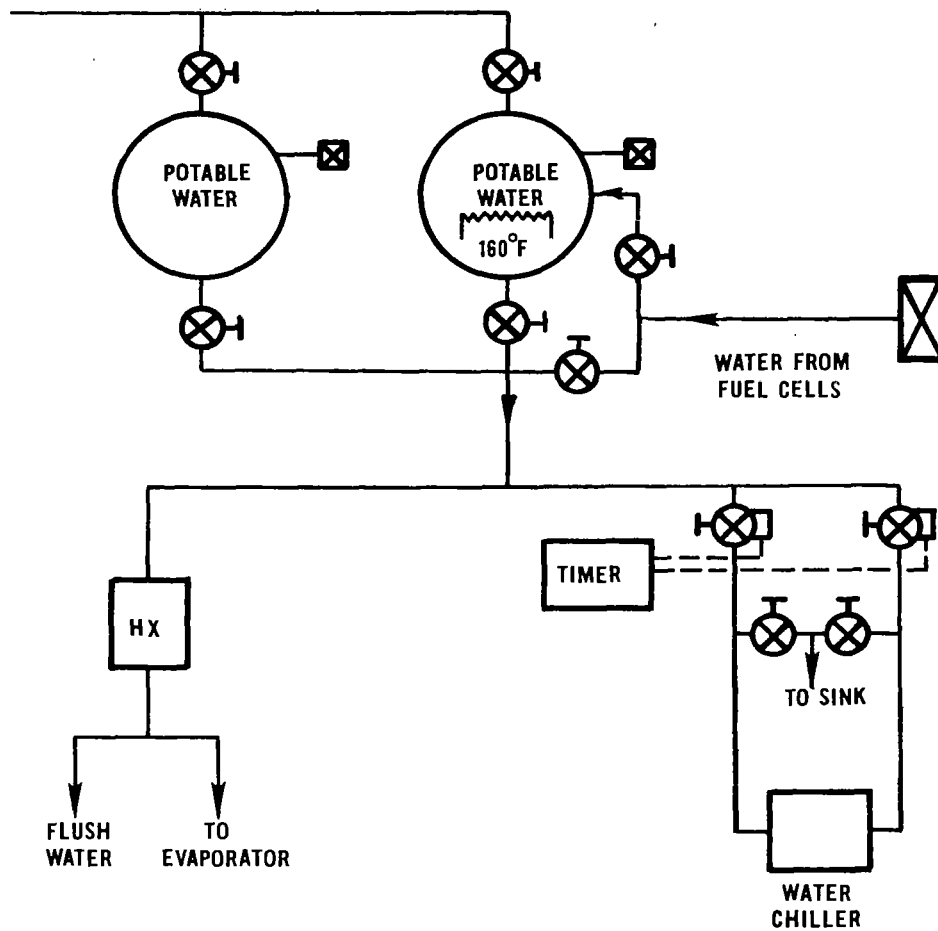 POTABLE
WATER
POTABLE
WATER
160°F
WATER FROM
FUEL CELLS
TIMER
HX
TO SINK
FLUSH
WATER
TO
EVAPORATOR
WATER
CHILLER